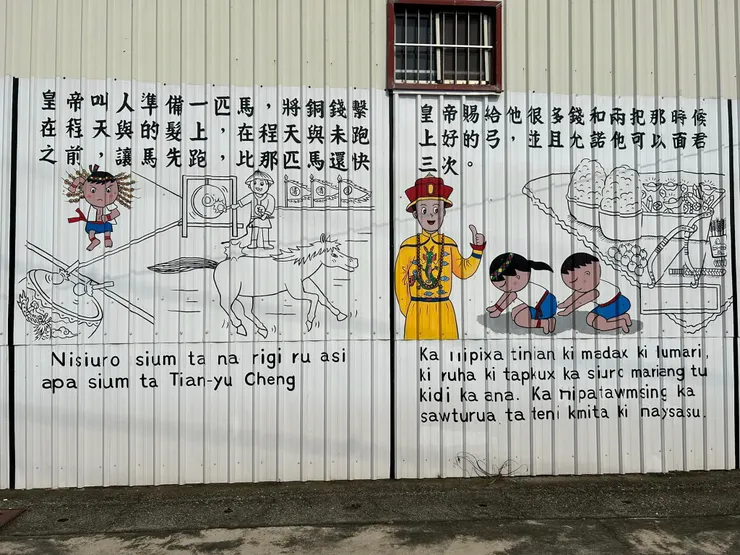 皇帝叫人準備一匹馬，將銅錢繫
在程天與的髮上，在程天與未跑
之前，讓馬先跑，比那匹馬還快
Nisiuro sium ta na rigi ru asi
apa sium ta Tian-yu Cheng
皇帝賜給他很多錢和兩把那時候
上好的弓，並且允諾他可以面君
三次。
Ka mipixa tinian ki madak ki lumari,
ki ruha ki tapkux ka siuro mariang tu
kidi ka ana. Ka mipatawmsing ka
sawturua ta teni kmita ki naysasu.